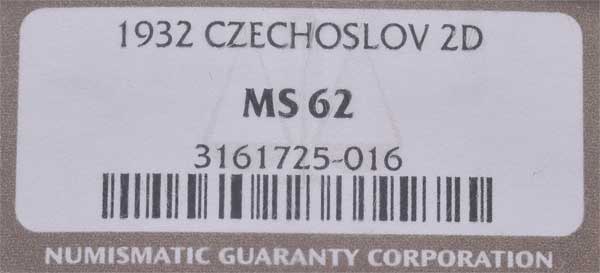 1932 CZECHOSLOV 2D
MS 62
3161725-016
NUMISMATIC GUARANTY CORPORATION